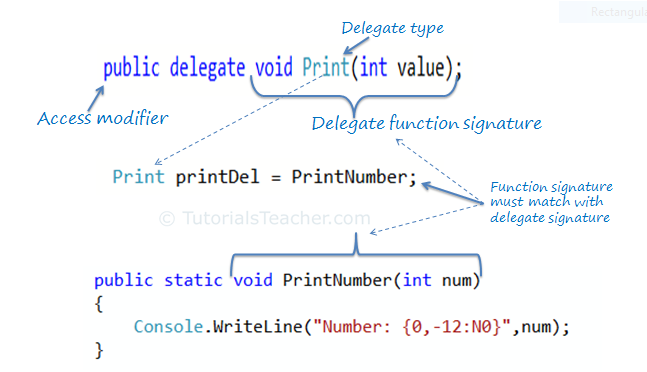 Rectangul
Delegate type
public delegate void Print(int value);
Access modifier
Delegate function signature
Print printDel = PrintNumber;
Function signature
must match with
delegate signature
© TutorialsTeacher.com
public static void PrintNumber(int num)
{
Console.WriteLine("Number: {0,-12:N0}",num);
}